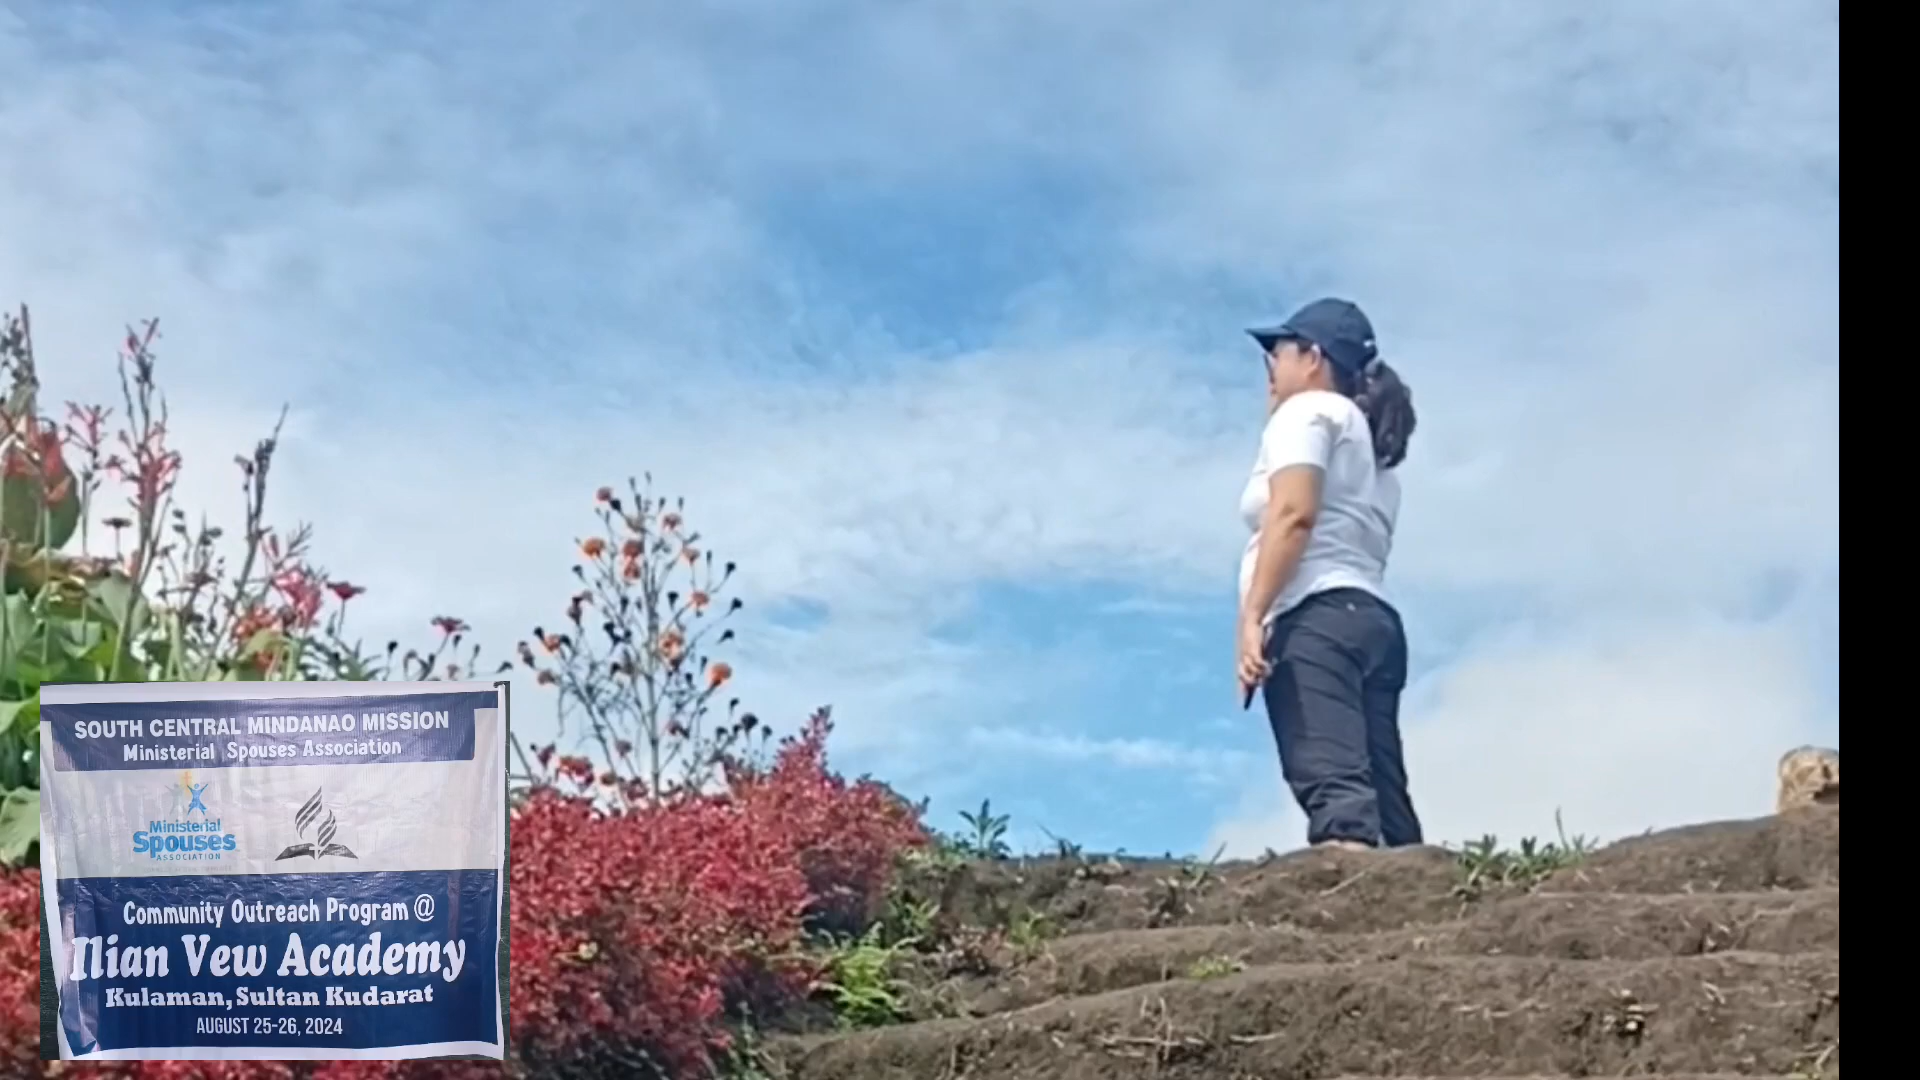 SOUTH CENTRAL MINDANAO MISSION
Ministerial Spouses Association
Ministerial
Spouses
ASSOCIATION
Community Outreach Program @
Ilian Vew Academy
Kulaman, Sultan Kudarat
AUGUST 25-26, 2024